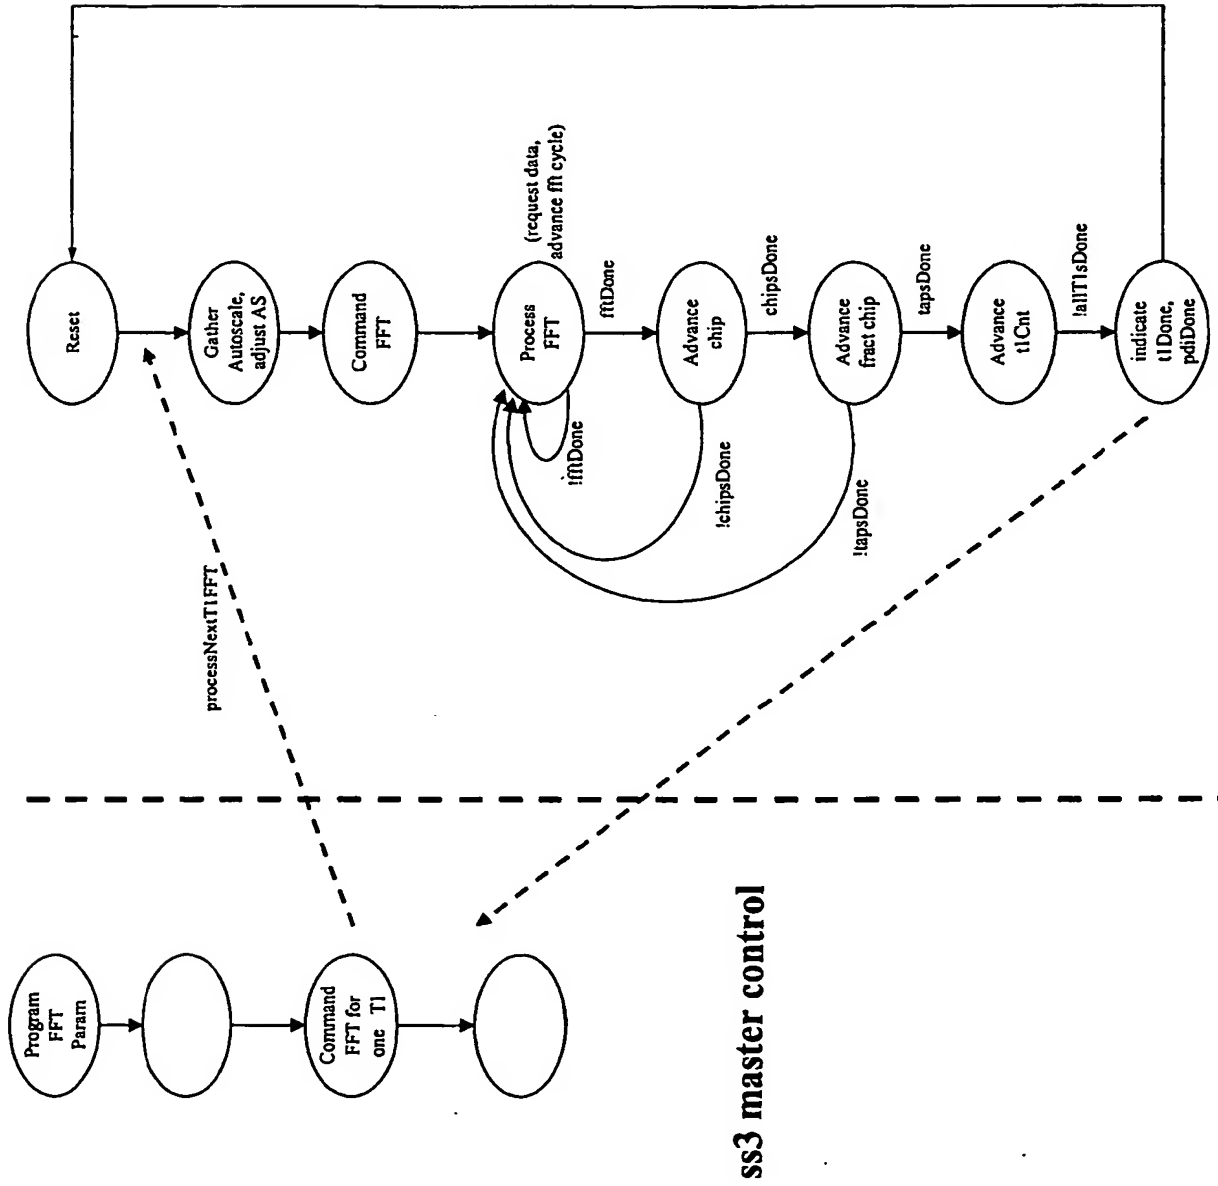 Reset
Gather
Autoscale,
adjust AS
Command
FFT
Process
FFT
(request data,
advance fft cycle)
!fftDone
fftDone
Advance
chip
!chipsDone
chipsDone
Advance
fract chip
!tapsDone
tapsDone
Advance
t1Cnt
!allT1sDone
indicate
t1Done,
pdiDone
processNextT1FFT
Program
FFT
Param
Command
FFT for
one T1
ss3 master control